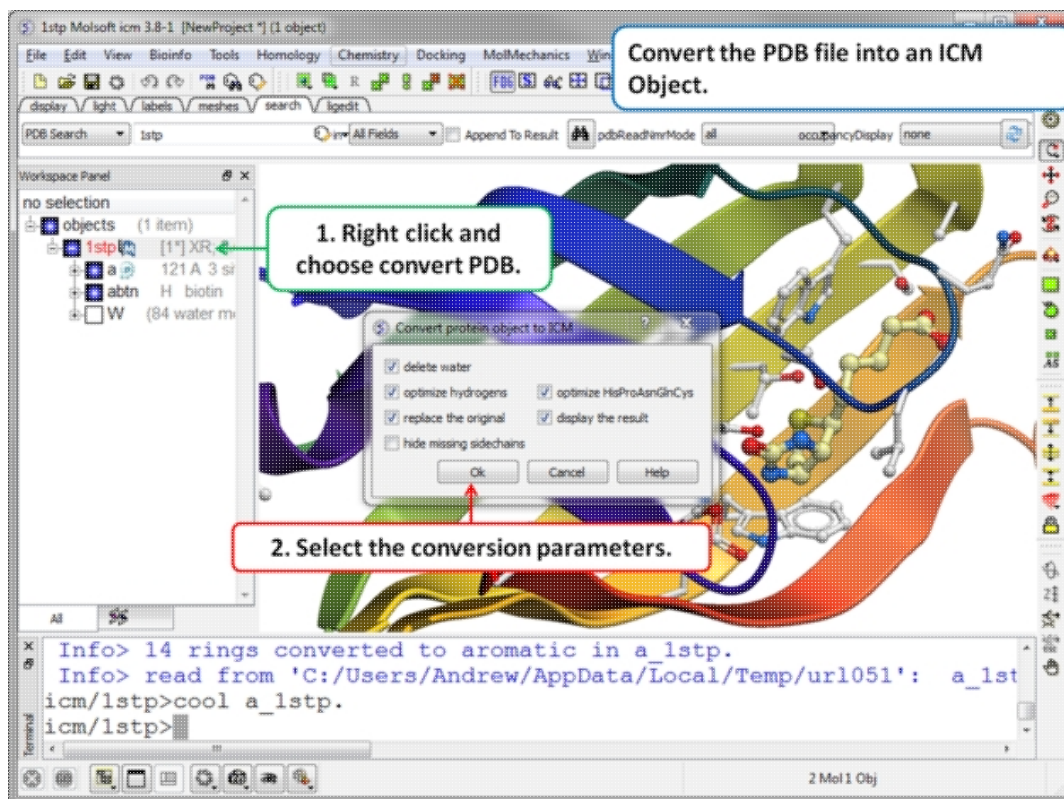 1stp Molsoft icm 3.8-1 [NewProject *] (1 object)
Convert the PDB file into an ICM
Object.
File Edit View Bioinfo Tools Homology Chemistry Docking MolMechanics
display light labels meshes search ligedit
PDB Search 1stp All Fields Append To Result pdbReadNmrMode all occupancyDisplay none
Workspace Panel
no selection
objects (1 item)
1stp [1*] XR,
a 121 A 3 si
abtn H biotin
W (84 water m
1. Right click and
choose convert PDB.
Convert protein object to ICM
delete water
optimize hydrogens optimize HisProAsnGlnCys
replace the original display the result
hide missing sidechains
Ok Cancel Help
2. Select the conversion parameters.
All
Info> 14 rings converted to aromatic in a_1stp.
Info> read from 'C:/Users/Andrew/AppData/Local/Temp/url051': a_1st
icm/1stp>cool a_1stp.
icm/1stp>
Terminal
2 Mol 1 Obj